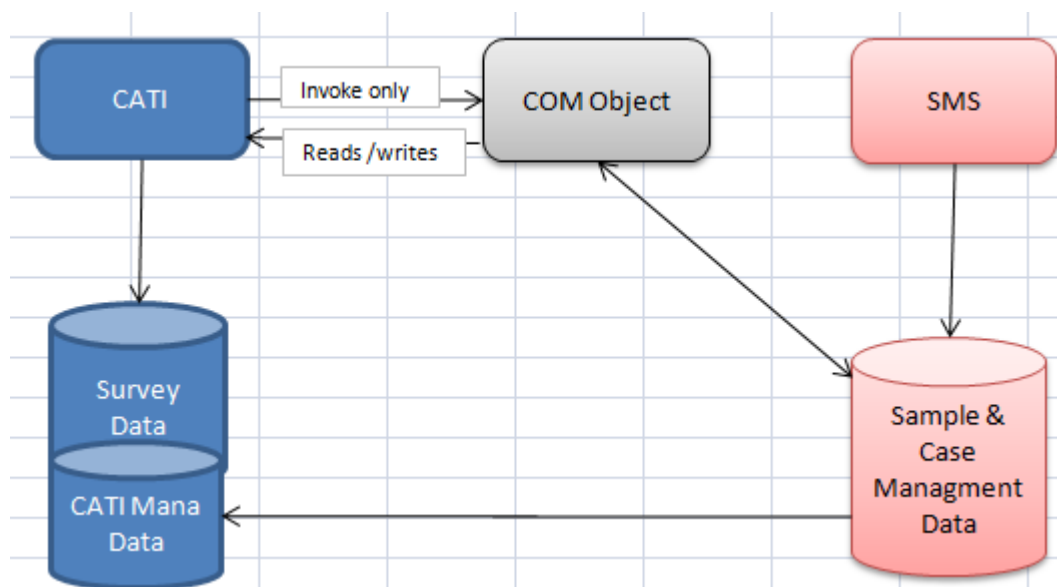 CATI
Invoke only
COM Object
SMS
Reads /writes
Survey
Data
Sample &
Case
Managment
Data
CATI Mana
Data